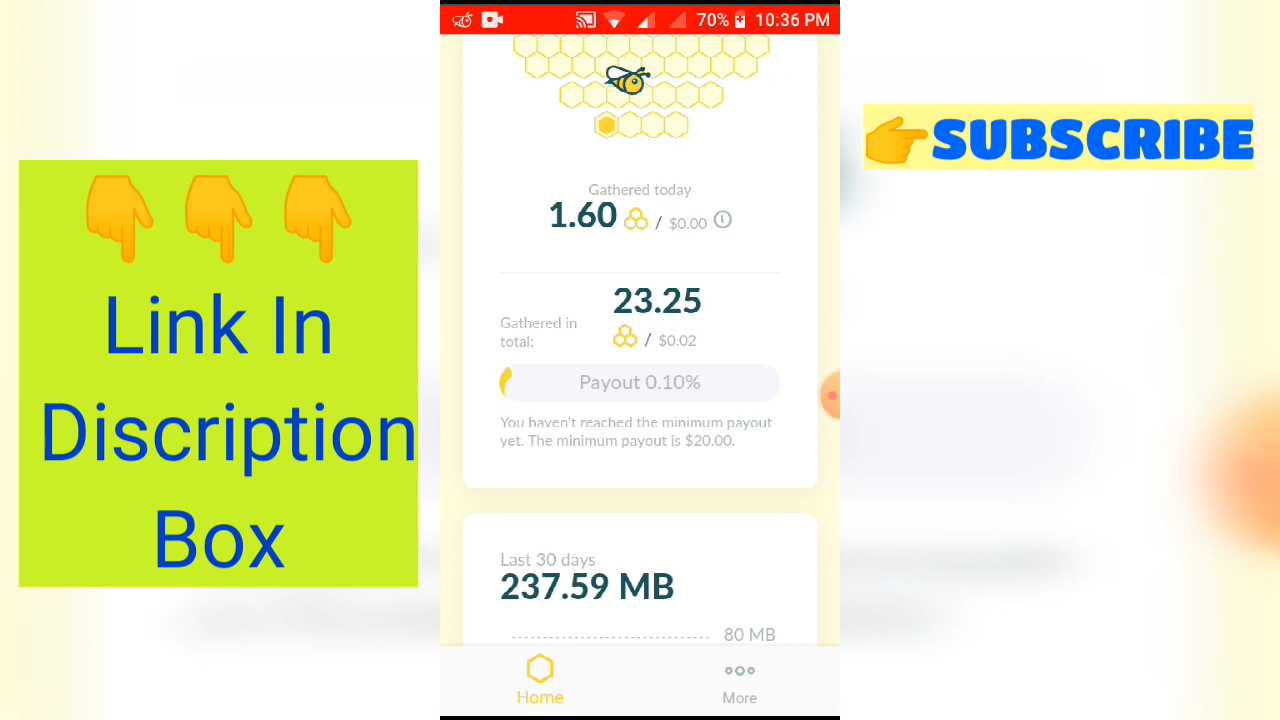 70% 10:36 PM
👉SUBSCRIBE
👇👇👇
Link In
Discription
Box
Gathered today
1.60 / $0.00
23.25
Gathered in
total:
/ $0.02
Payout 0.10%
You haven't reached the minimum payout
yet. The minimum payout is $20.00.
Last 30 days
237.59 MB
80 MB
Home
More